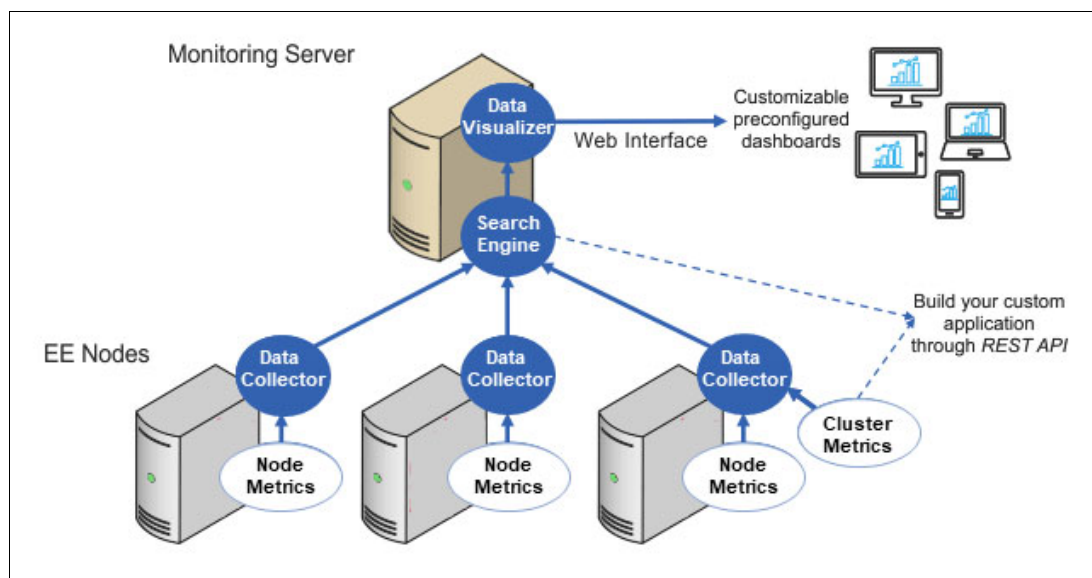 Monitoring Server
Data
Visualizer
Web Interface
Customizable
preconfigured
dashboards
Search
Engine
Build your custom
application
through REST API
EE Nodes
Data
Collector
Data
Collector
Data
Collector
Cluster
Metrics
Node
Metrics
Node
Metrics
Node
Metrics